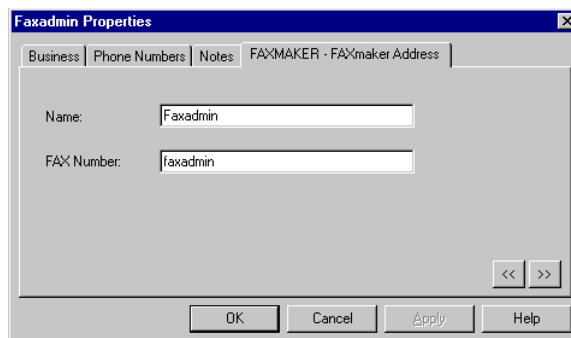 Faxadmin Properties
Business Phone Numbers Notes FAXMAKER - FAXmaker Address
Name: Faxadmin
FAX Number: faxadmin
<< >>
OK Cancel Apply Help